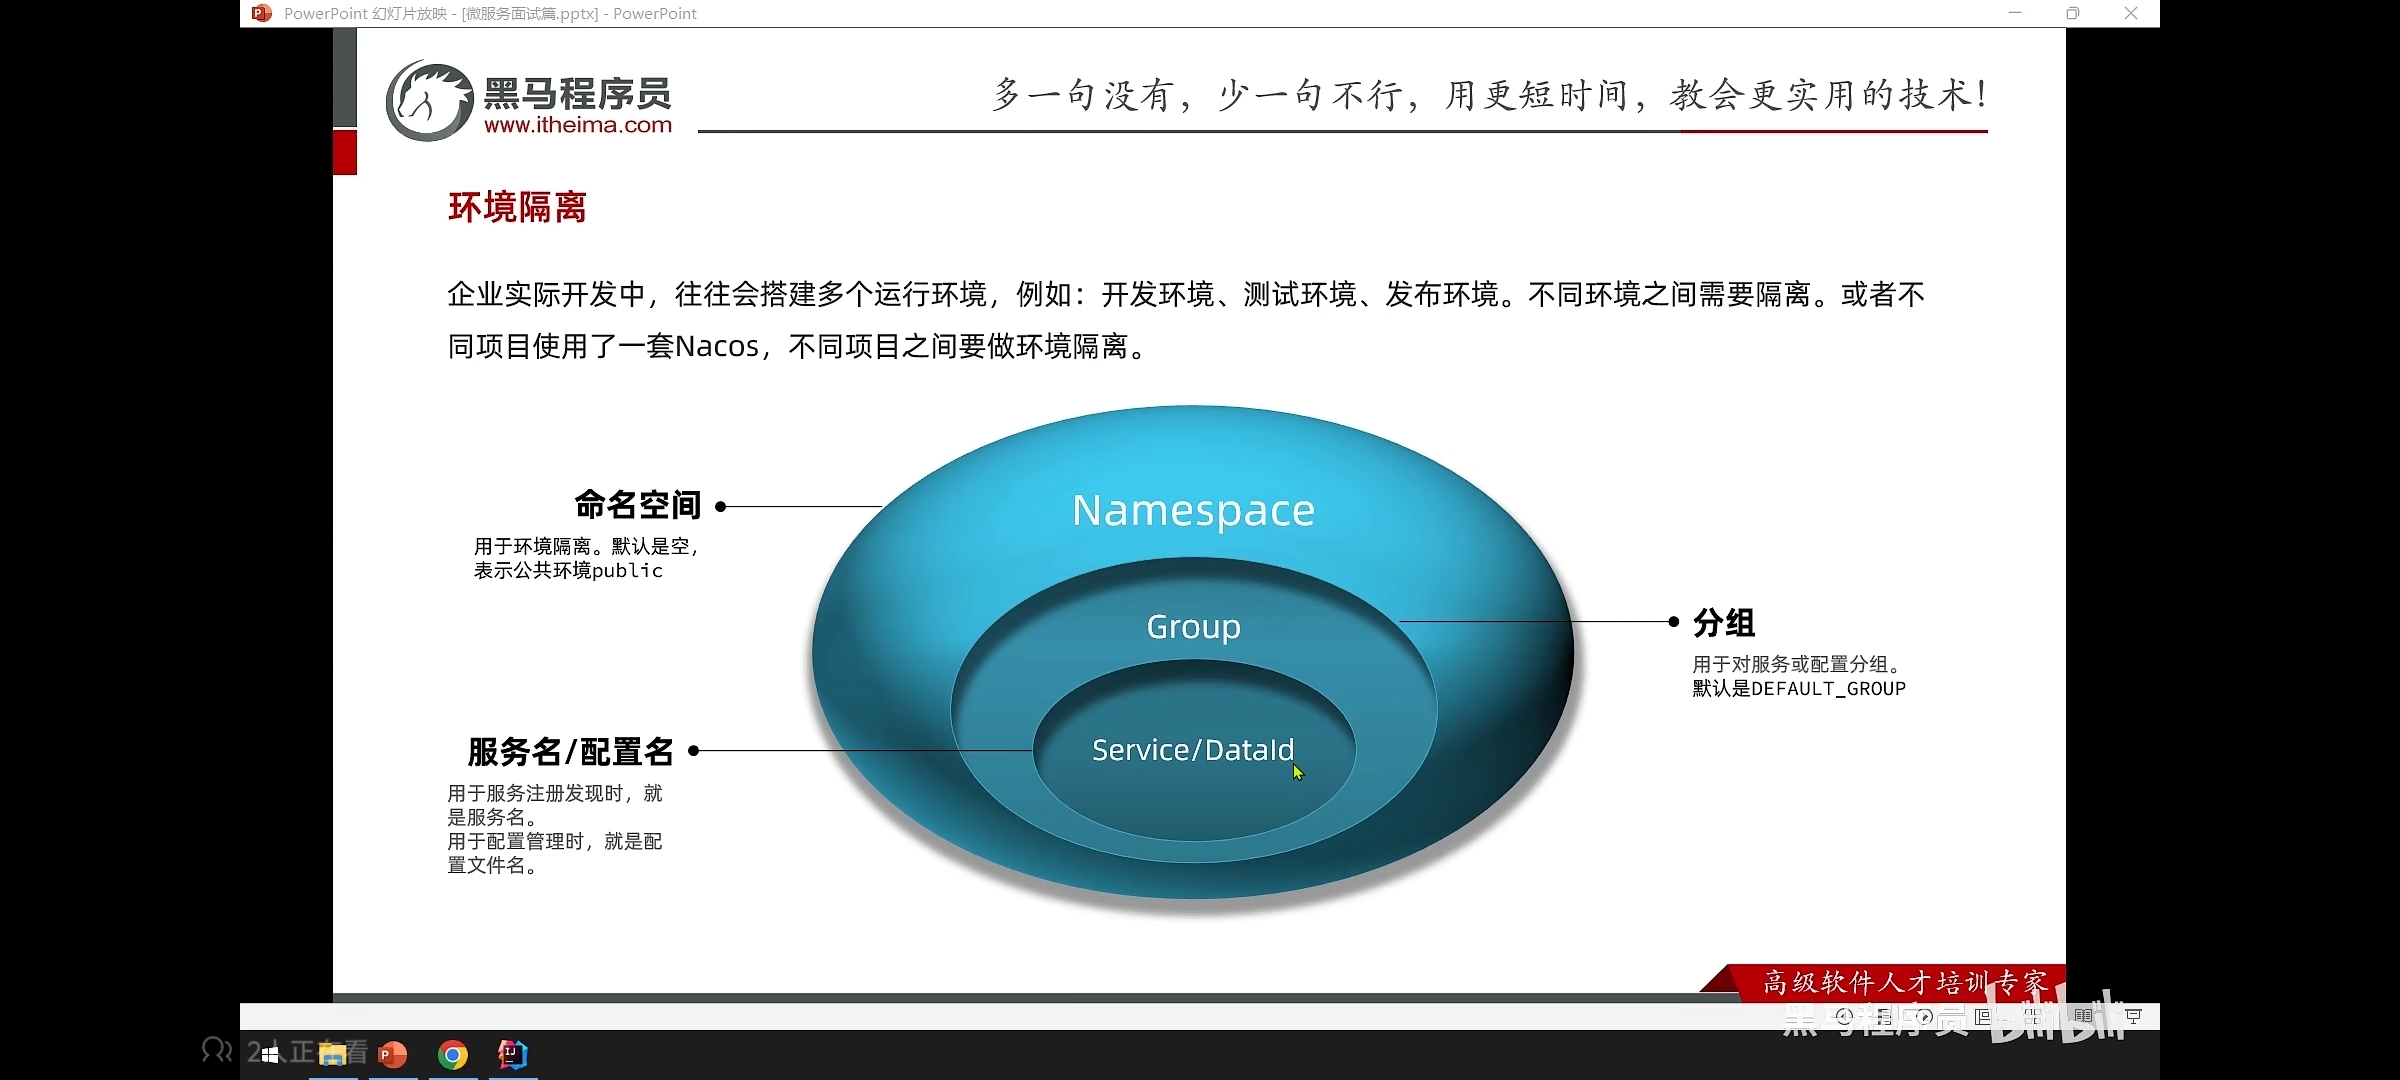 PowerPoint 幻灯片放映 - [微服务面试篇.pptx] - PowerPoint
黑马程序员
www.itheima.com
多一句没有，少一句不行，用更短时间，教会更实用的技术!
环境隔离
企业实际开发中，往往会搭建多个运行环境，例如：开发环境、测试环境、发布环境。不同环境之间需要隔离。或者不
同项目使用了一套Nacos，不同项目之间要做环境隔离。
Namespace
命名空间
用于环境隔离。默认是空，
表示公共环境public
Group
分组
用于对服务或配置分组。
默认是DEFAULT_GROUP
Service/DataId
服务名/配置名
用于服务注册发现时，就
是服务名。
用于配置管理时，就是配
置文件名。
高级软件人才培训专家
黑马程序员 bilibili
2人正在看